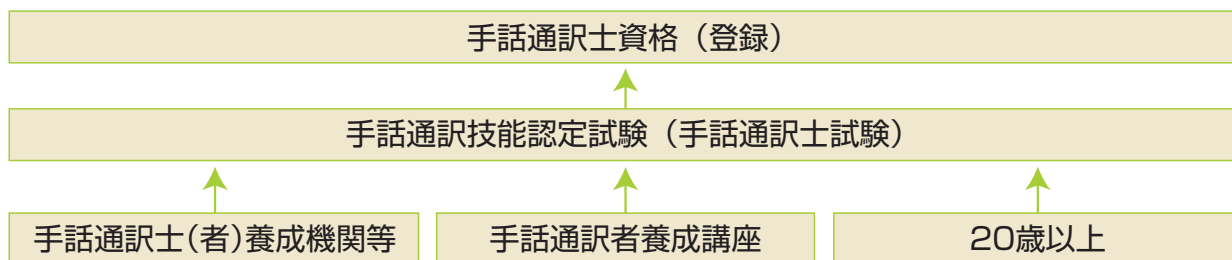 手話通訳士資格（登録）
手話通訳技能認定試験（手話通訳士試験）
手話通訳士（者）養成機関等
手話通訳者養成講座
20歳以上